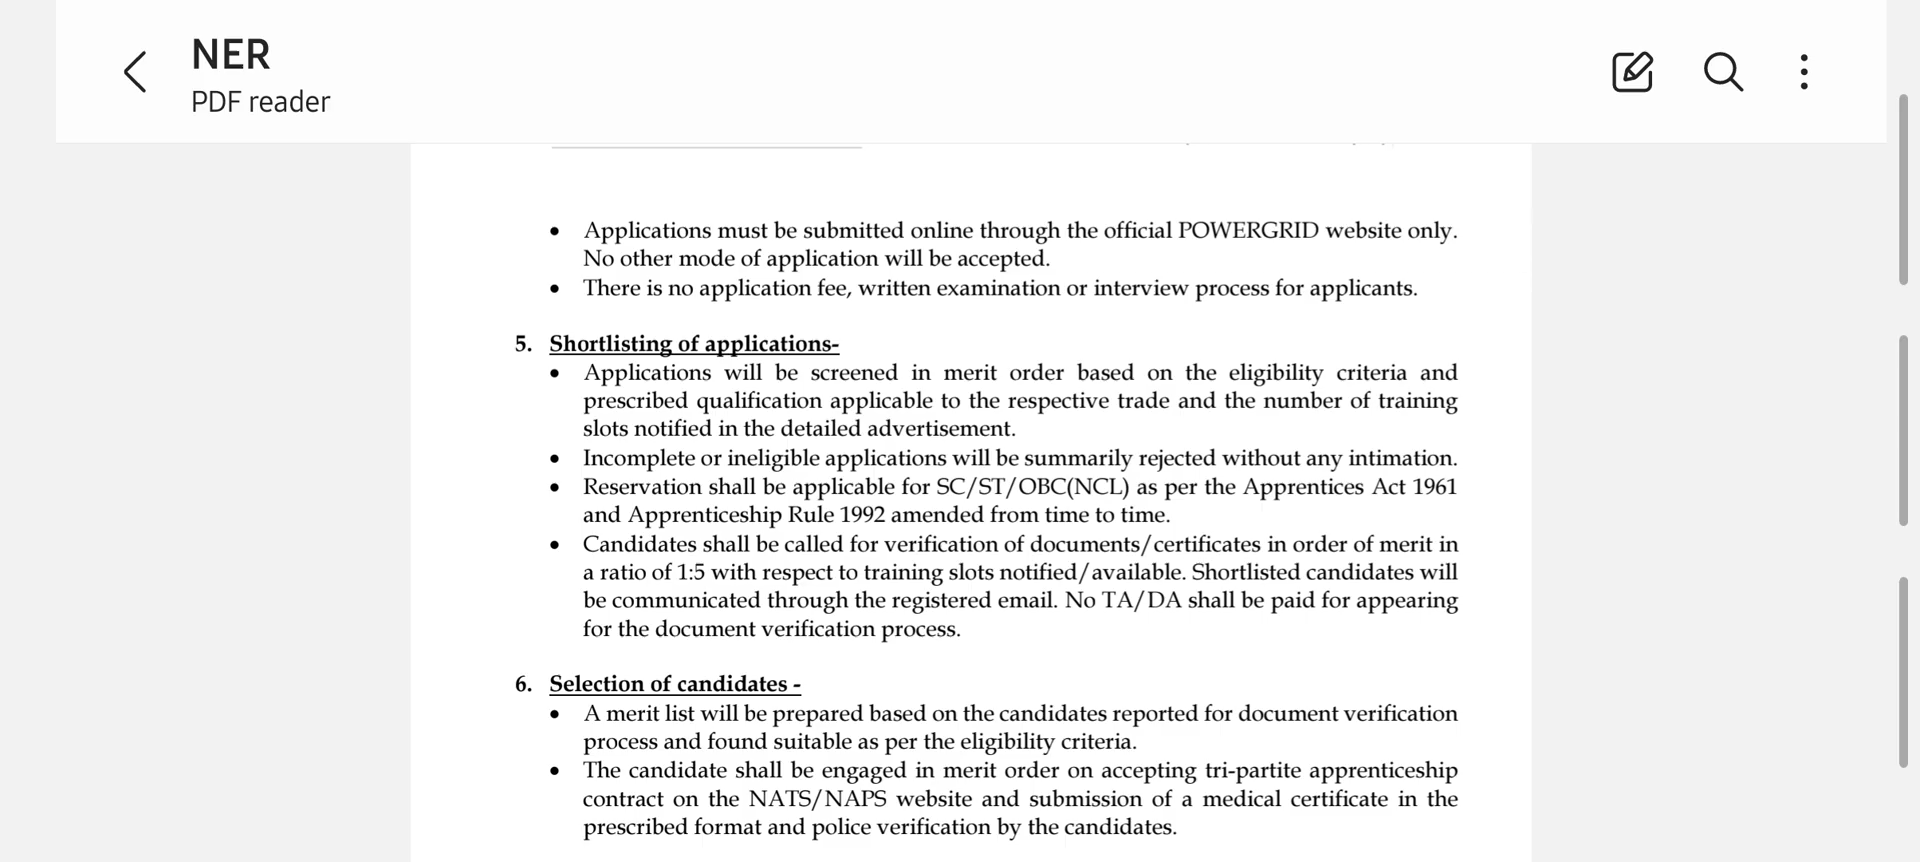 NER
PDF reader
• Applications must be submitted online through the official POWERGRID website only.
No other mode of application will be accepted.
• There is no application fee, written examination or interview process for applicants.
5. Shortlisting of applications-
• Applications will be screened in merit order based on the eligibility criteria and
prescribed qualification applicable to the respective trade and the number of training
slots notified in the detailed advertisement.
• Incomplete or ineligible applications will be summarily rejected without any intimation.
• Reservation shall be applicable for SC/ST/OBC(NCL) as per the Apprentices Act 1961
and Apprenticeship Rule 1992 amended from time to time.
• Candidates shall be called for verification of documents/certificates in order of merit in
a ratio of 1:5 with respect to training slots notified/available. Shortlisted candidates will
be communicated through the registered email. No TA/DA shall be paid for appearing
for the document verification process.
6. Selection of candidates -
• A merit list will be prepared based on the candidates reported for document verification
process and found suitable as per the eligibility criteria.
• The candidate shall be engaged in merit order on accepting tri-partite apprenticeship
contract on the NATS/NAPS website and submission of a medical certificate in the
prescribed format and police verification by the candidates.